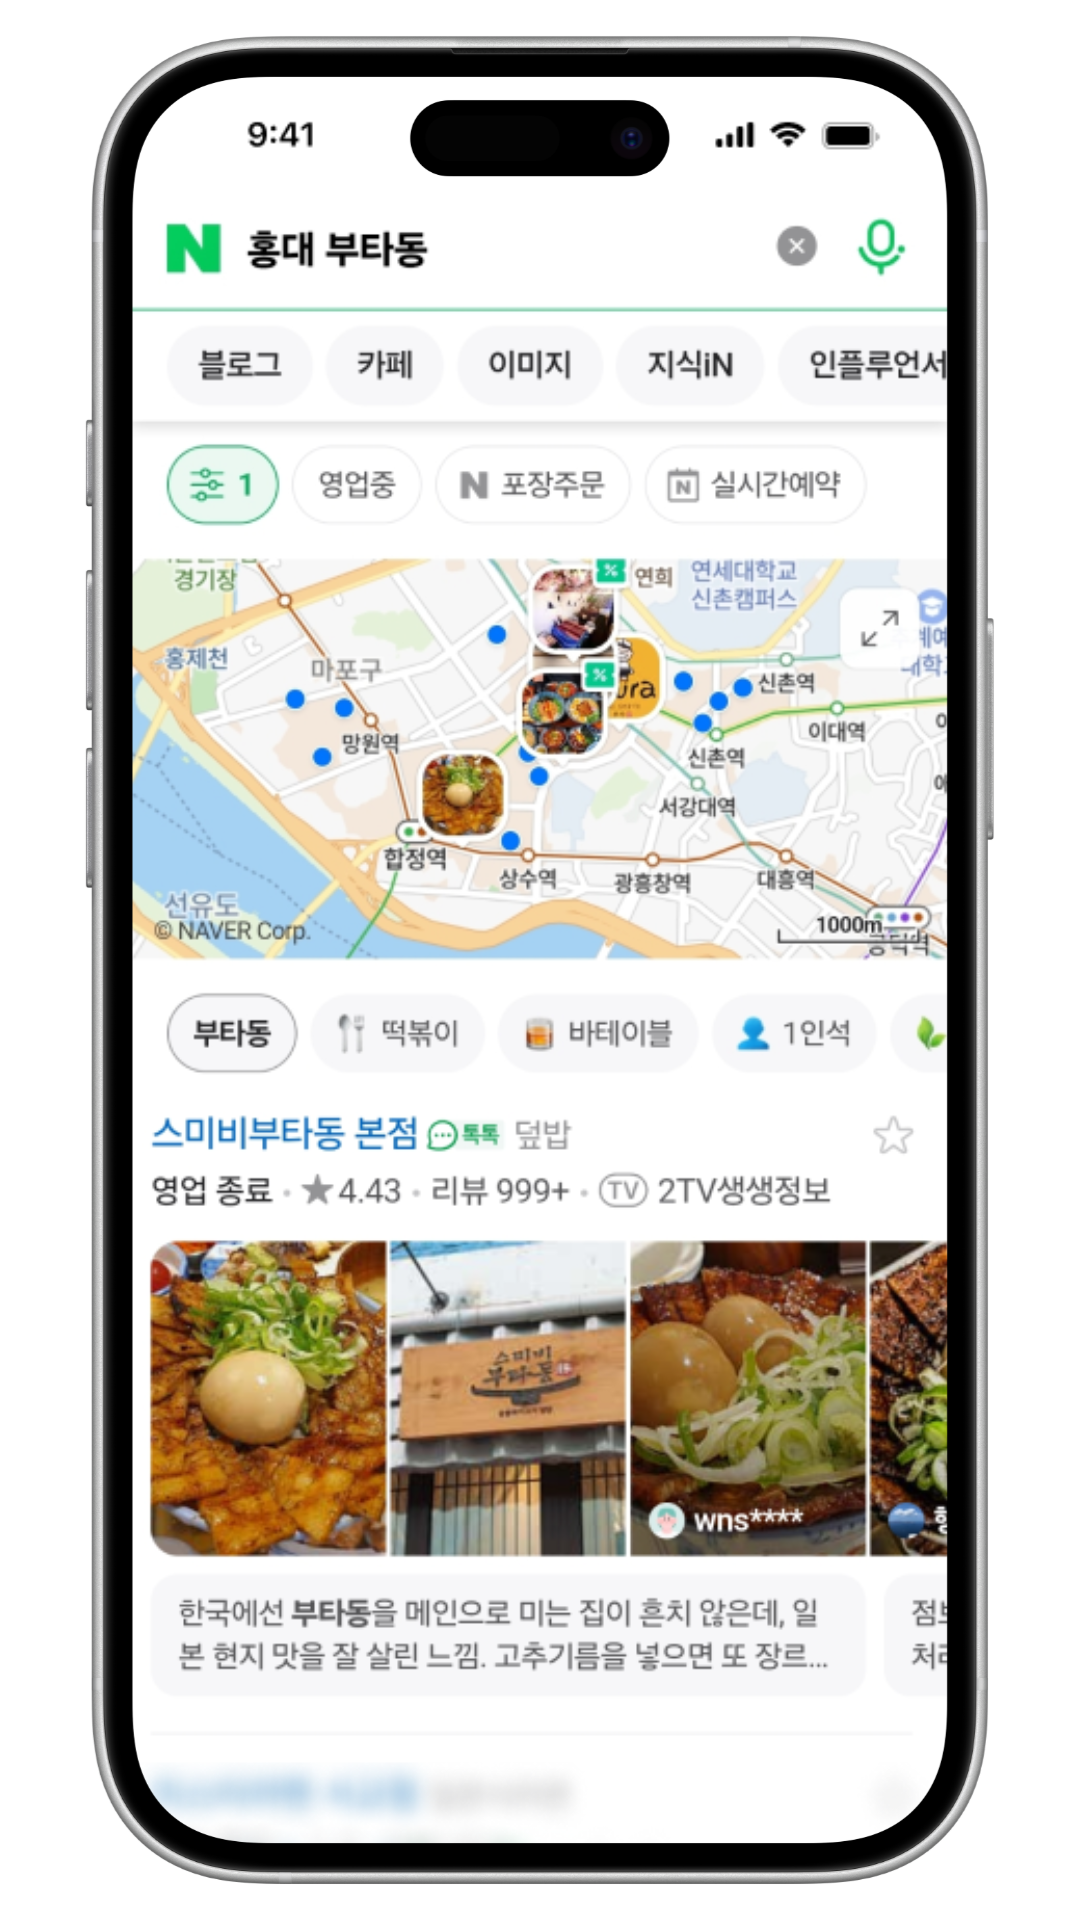 9:41
N 홍대 부타동
블로그 카페 이미지 지식iN 인플루언서
1 영업중 N 포장주문 N 실시간예약
경기장
연희
연세대학교
신촌캠퍼스
홍제천
마포구
신촌역
이대역
망원역
신촌역
서강대역
합정역
상수역
광흥창역
대흥역
선유도
© NAVER Corp.
1000m
부타동 떡볶이 바테이블 1인석
스미비부타동 본점 톡톡 덮밥
영업 종료 · ★4.43 · 리뷰 999+ · TV 2TV생생정보
스미비
부타동
wns****
한국에선 부타동을 메인으로 미는 집이 흔치 않은데, 일
본 현지 맛을 잘 살린 느낌. 고추기름을 넣으면 또 장르...